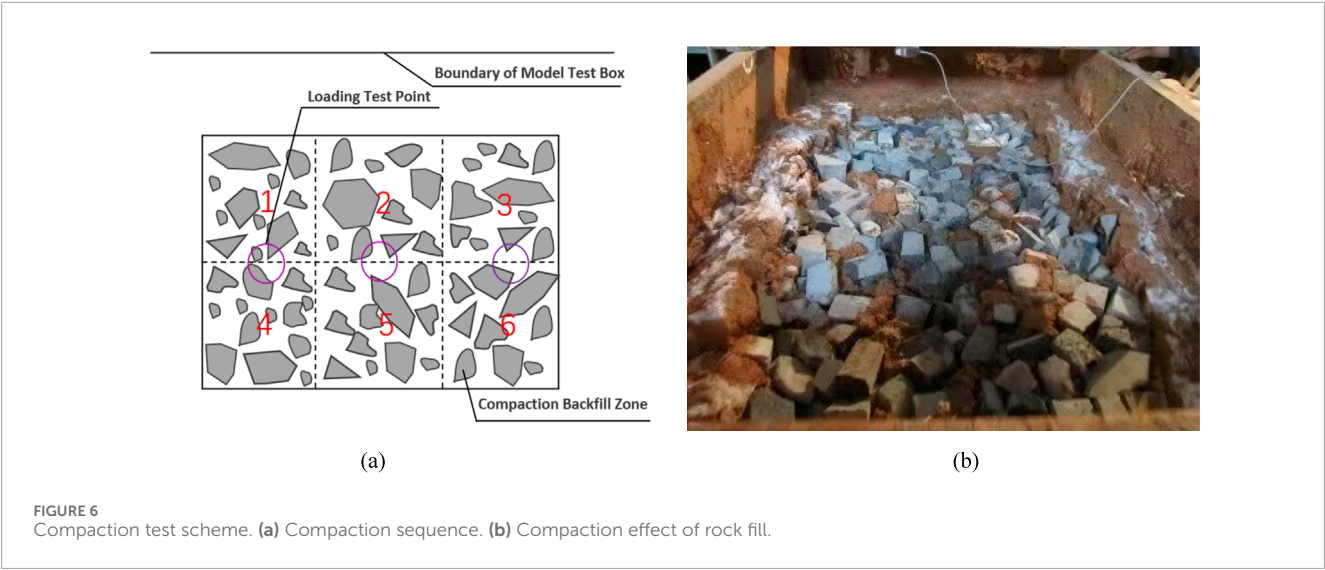 Boundary of Model Test Box
Loading Test Point
1
2
3
4
5
6
Compaction Backfill Zone
(a)
(b)
FIGURE 6
Compaction test scheme. (a) Compaction sequence. (b) Compaction effect of rock fill.